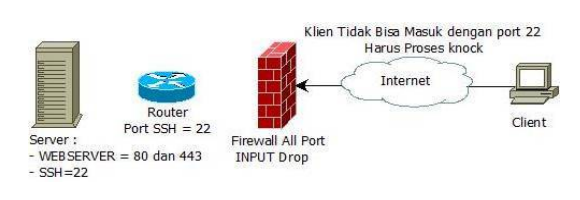 Klien Tidak Bisa Masuk dengan port 22
Harus Proses knock
Internet
Client
Router
Port SSH = 22
Firewall All Port
INPUT Drop
Server :
- WEBSERVER = 80 dan 443
- SSH=22